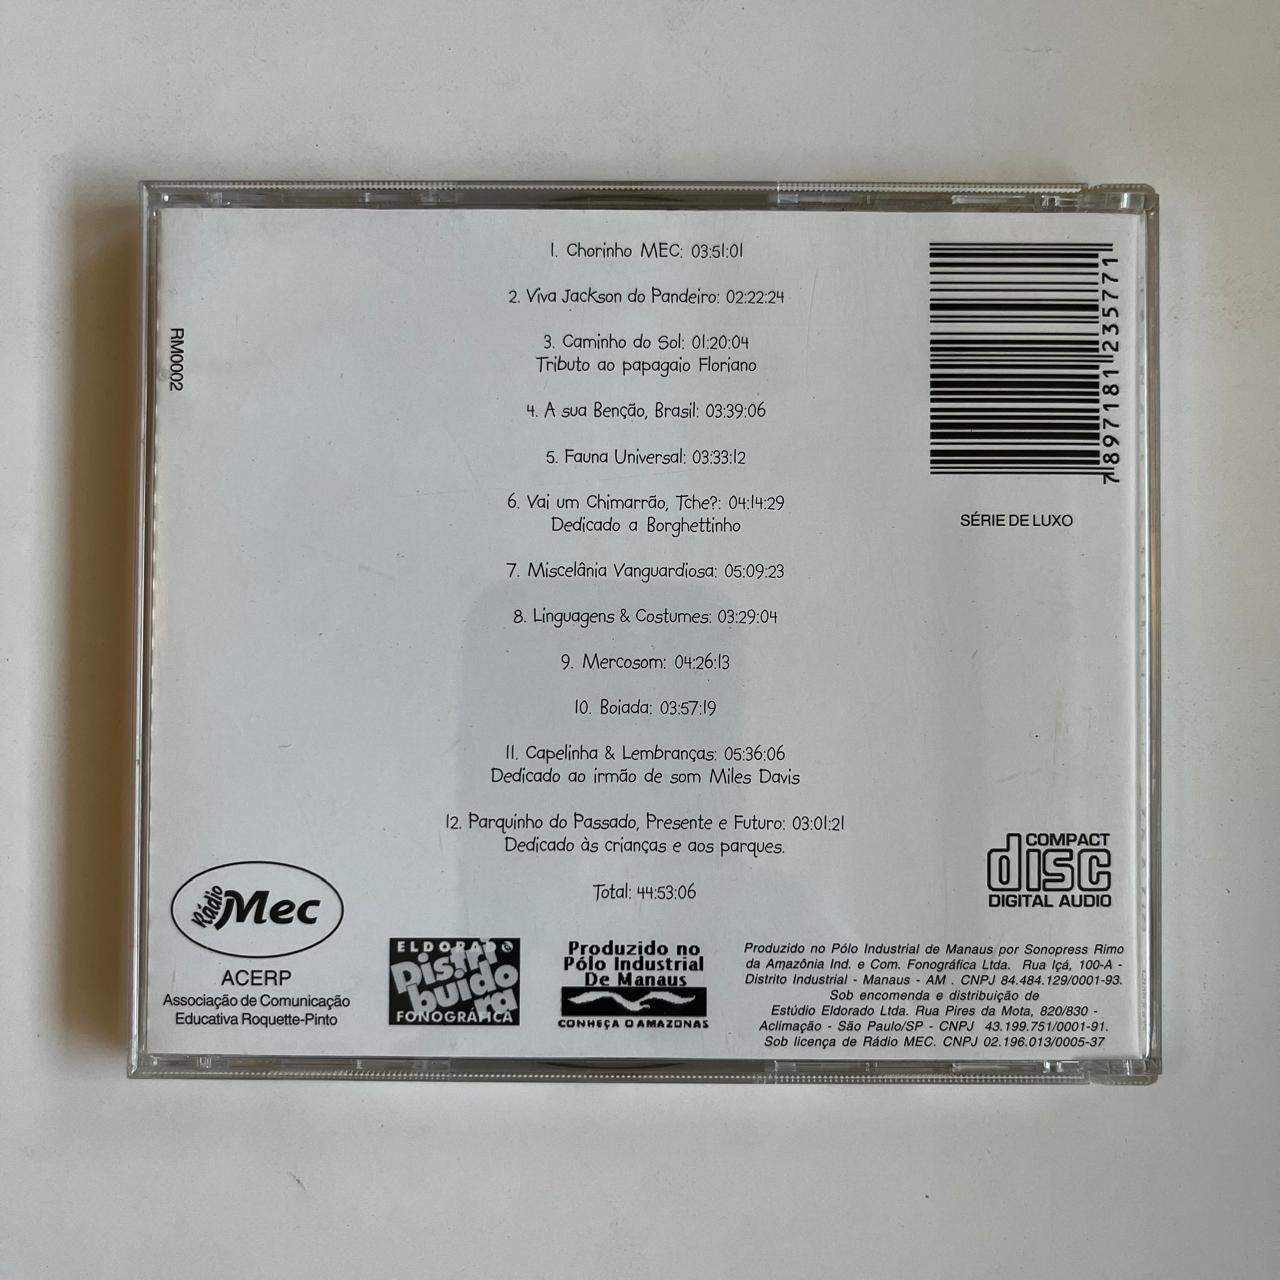 1. Chorinho MEC: 03:51:01
2. Viva Jackson do Pandeiro: 02:22:24
3. Caminho do Sol: 01:20:04
Tributo ao papagaio Floriano
4. A sua Benção, Brasil: 03:39:06
5. Fauna Universal: 03:33:12
6. Vai um Chimarrão, Tche?: 04:14:29
Dedicado a Borghettinho
7. Miscelânia Vanguardiosa: 05:09:23
8. Linguagens & Costumes: 03:29:04
9. Mercosom: 04:26:13
10. Boiada: 03:57:19
11. Capelinha & Lembranças: 05:36:06
Dedicado ao irmão de som Miles Davis
12. Parquinho do Passado, Presente e Futuro: 03:01:21
Dedicado às crianças e aos parques.
Total: 44:53:06
RM0002
7897181235771
SÉRIE DE LUXO
COMPACT
disc
DIGITAL AUDIO
Rádio Mec
ACERP
Associação de Comunicação
Educativa Roquette-Pinto
ELDORADO
Distri
buido
ra
FONOGRÁFICA
Produzido no
Pólo Industrial
De Manaus
CONHEÇA O AMAZONAS
Produzido no Pólo Industrial de Manaus por Sonopress Rimo
da Amazônia Ind. e Com. Fonográfica Ltda. Rua Içá, 100-A -
Distrito Industrial - Manaus - AM . CNPJ 84.484.129/0001-93.
Sob encomenda e distribuição de
Estúdio Eldorado Ltda. Rua Pires da Mota, 820/830 -
Aclimação - São Paulo/SP - CNPJ 43.199.751/0001-91.
Sob licença de Rádio MEC. CNPJ 02.196.013/0005-37